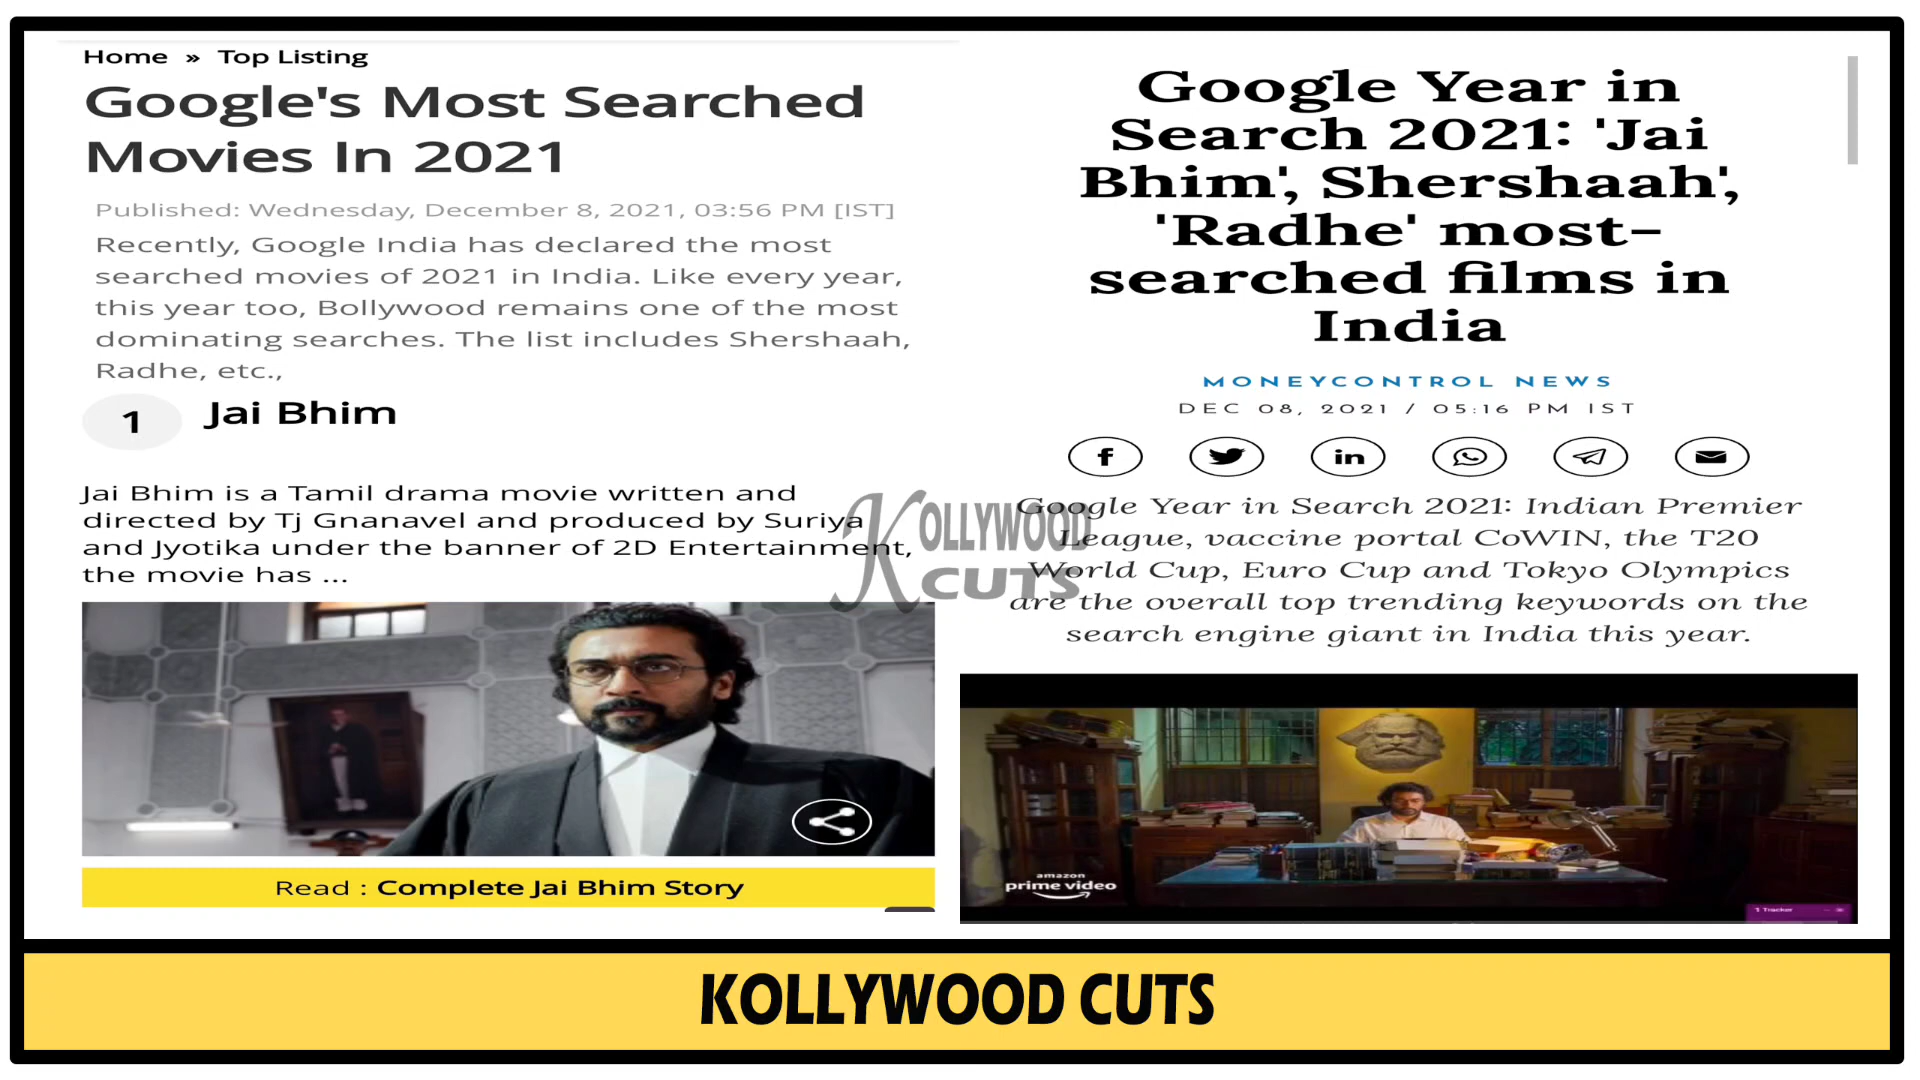 Home » Top Listing
Google's Most Searched
Movies In 2021
Published: Wednesday, December 8, 2021, 03:56 PM [IST]
Recently, Google India has declared the most
searched movies of 2021 in India. Like every year,
this year too, Bollywood remains one of the most
dominating searches. The list includes Shershaah,
Radhe, etc.,
1 Jai Bhim
Jai Bhim is a Tamil drama movie written and
directed by Tj Gnanavel and produced by Suriya
and Jyotika under the banner of 2D Entertainment,
the movie has ...
Read : Complete Jai Bhim Story
Google Year in
Search 2021: 'Jai
Bhim', Shershaah',
'Radhe' most-
searched films in
India
MONEYCONTROL NEWS
DEC 08, 2021 / 05:16 PM IST
Google Year in Search 2021: Indian Premier
League, vaccine portal CoWIN, the T20
World Cup, Euro Cup and Tokyo Olympics
are the overall top trending keywords on the
search engine giant in India this year.
amazon
prime video
1 Tracker
KOLLYWOOD
CUTS
KOLLYWOOD CUTS